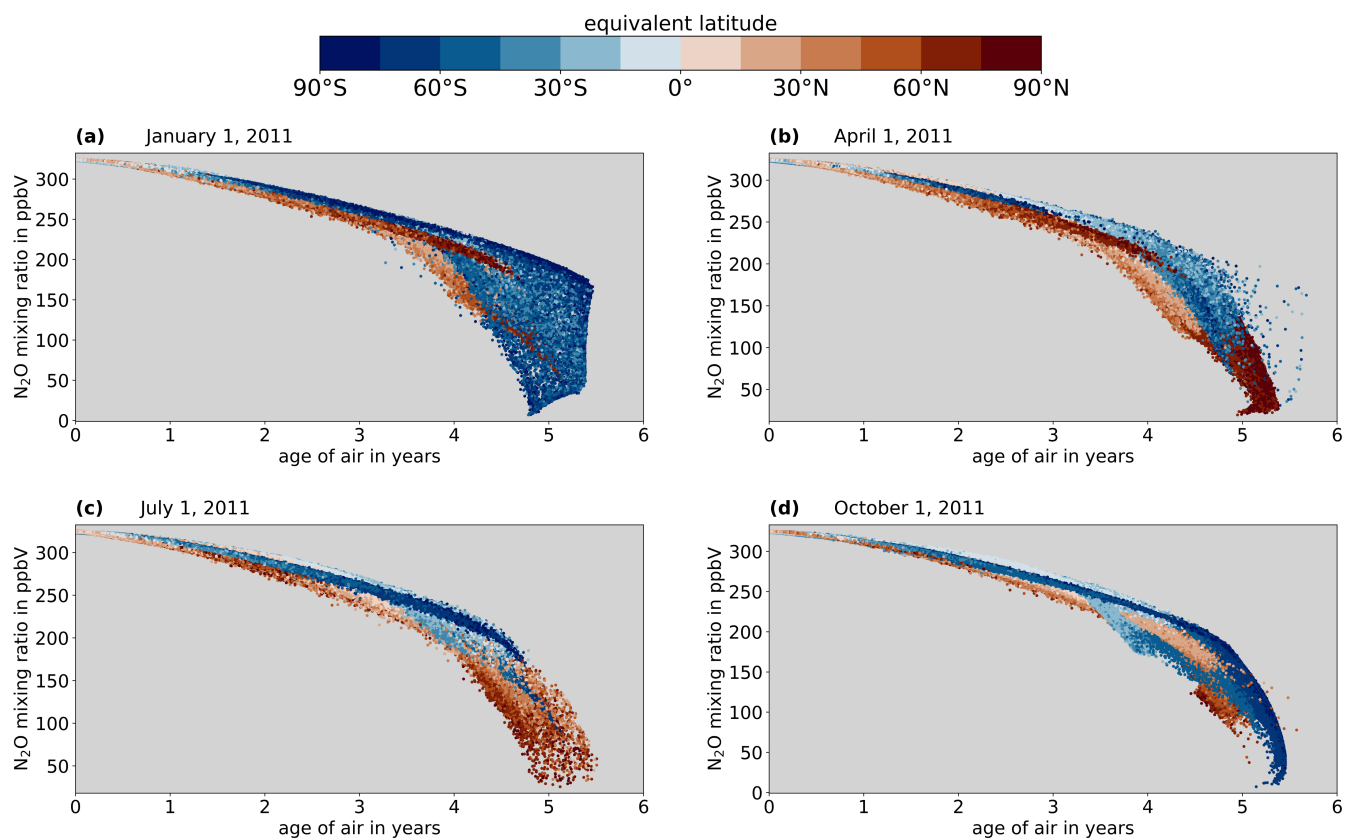 equivalent latitude
90°S 60°S 30°S 0° 30°N 60°N 90°N
(a) January 1, 2011
N₂O mixing ratio in ppbV
300
250
200
150
100
50
0
0 1 2 3 4 5 6
age of air in years
(b) April 1, 2011
N₂O mixing ratio in ppbV
300
250
200
150
100
50
0 1 2 3 4 5 6
age of air in years
(c) July 1, 2011
N₂O mixing ratio in ppbV
300
250
200
150
100
50
0 1 2 3 4 5 6
age of air in years
(d) October 1, 2011
N₂O mixing ratio in ppbV
300
250
200
150
100
50
0
0 1 2 3 4 5 6
age of air in years